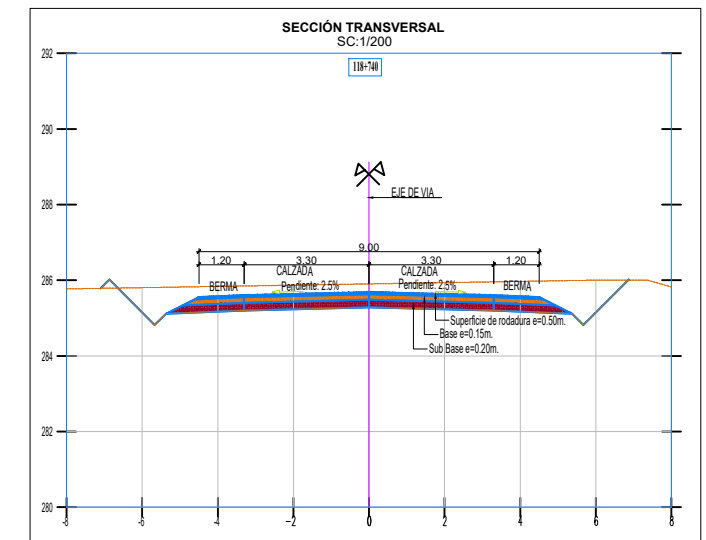 SECCIÓN TRANSVERSAL
SC:1/200
292
118+740
290
288
EJE DE VIA
9.00
1.20 3.30 3.30 1.20
CALZADA CALZADA
286
BERMA Pendiente: 2.5% Pendiente: 2.5% BERMA
Superficie de rodadura e=0.50m.
Base e=0.15m.
Sub Base e=0.20m.
284
282
280
-8 -6 -4 -2 0 2 4 6 8